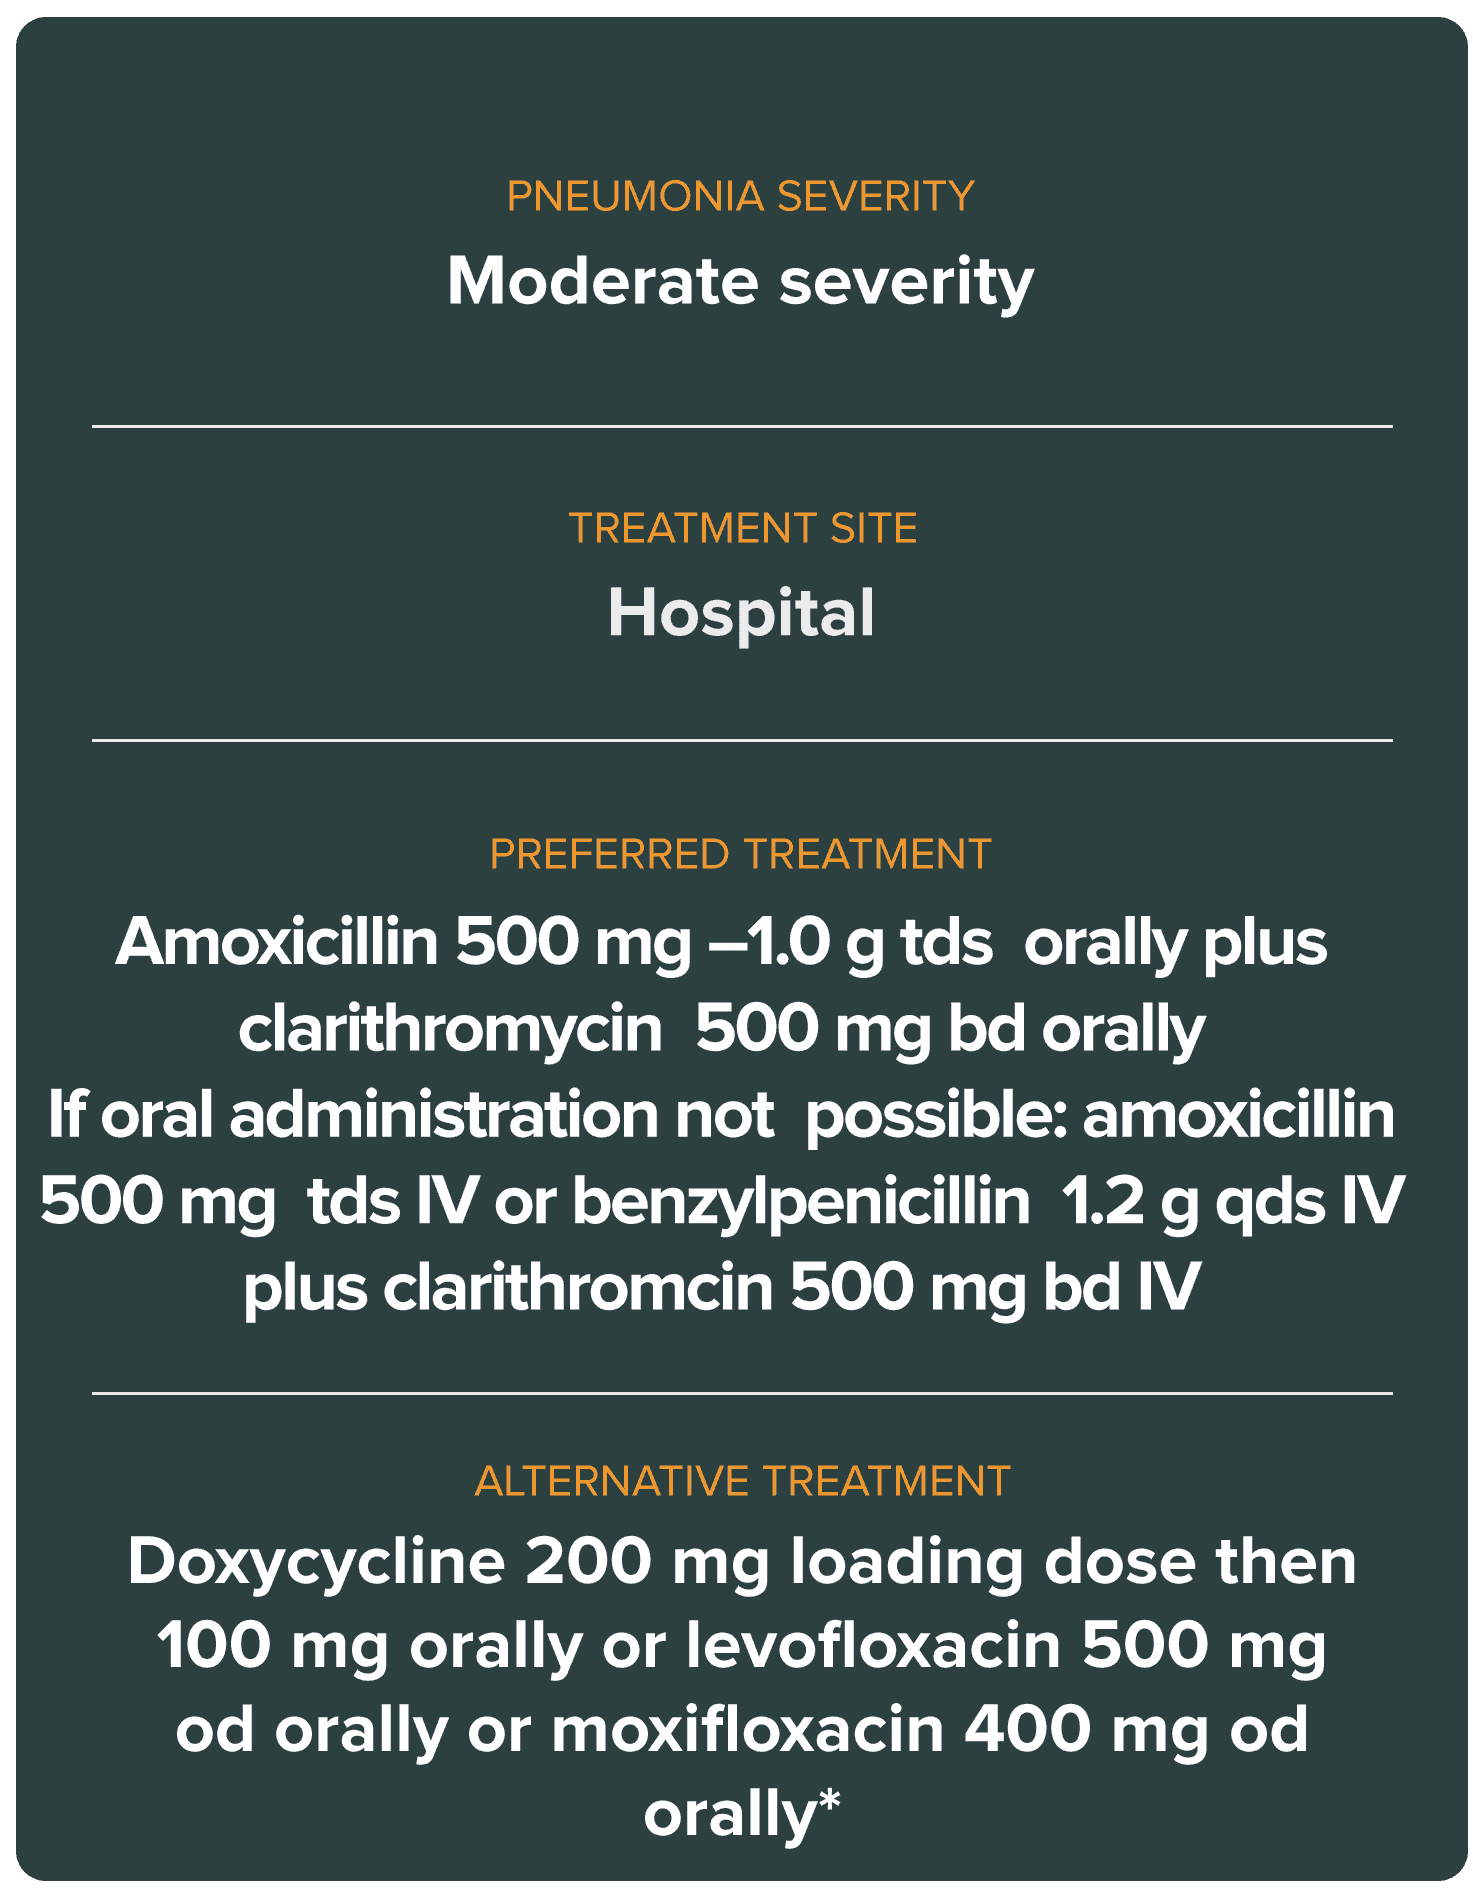 PNEUMONIA SEVERITY
Moderate severity
TREATMENT SITE
Hospital
PREFERRED TREATMENT
Amoxicillin 500 mg –1.0 g tds orally plus
clarithromycin 500 mg bd orally
If oral administration not possible: amoxicillin
500 mg tds IV or benzylpenicillin 1.2 g qds IV
plus clarithromcin 500 mg bd IV
ALTERNATIVE TREATMENT
Doxycycline 200 mg loading dose then
100 mg orally or levofloxacin 500 mg
od orally or moxifloxacin 400 mg od
orally*